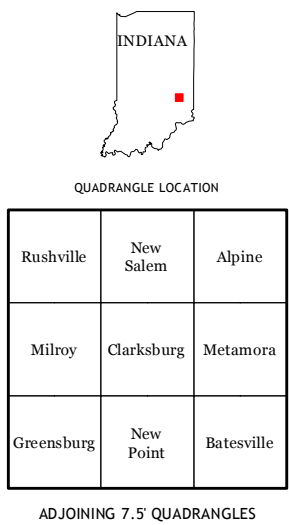 INDIANA
QUADRANGLE LOCATION
Rushville
New
Salem
Alpine
Milroy
Clarksburg
Metamora
Greensburg
New
Point
Batesville
ADJOINING 7.5' QUADRANGLES